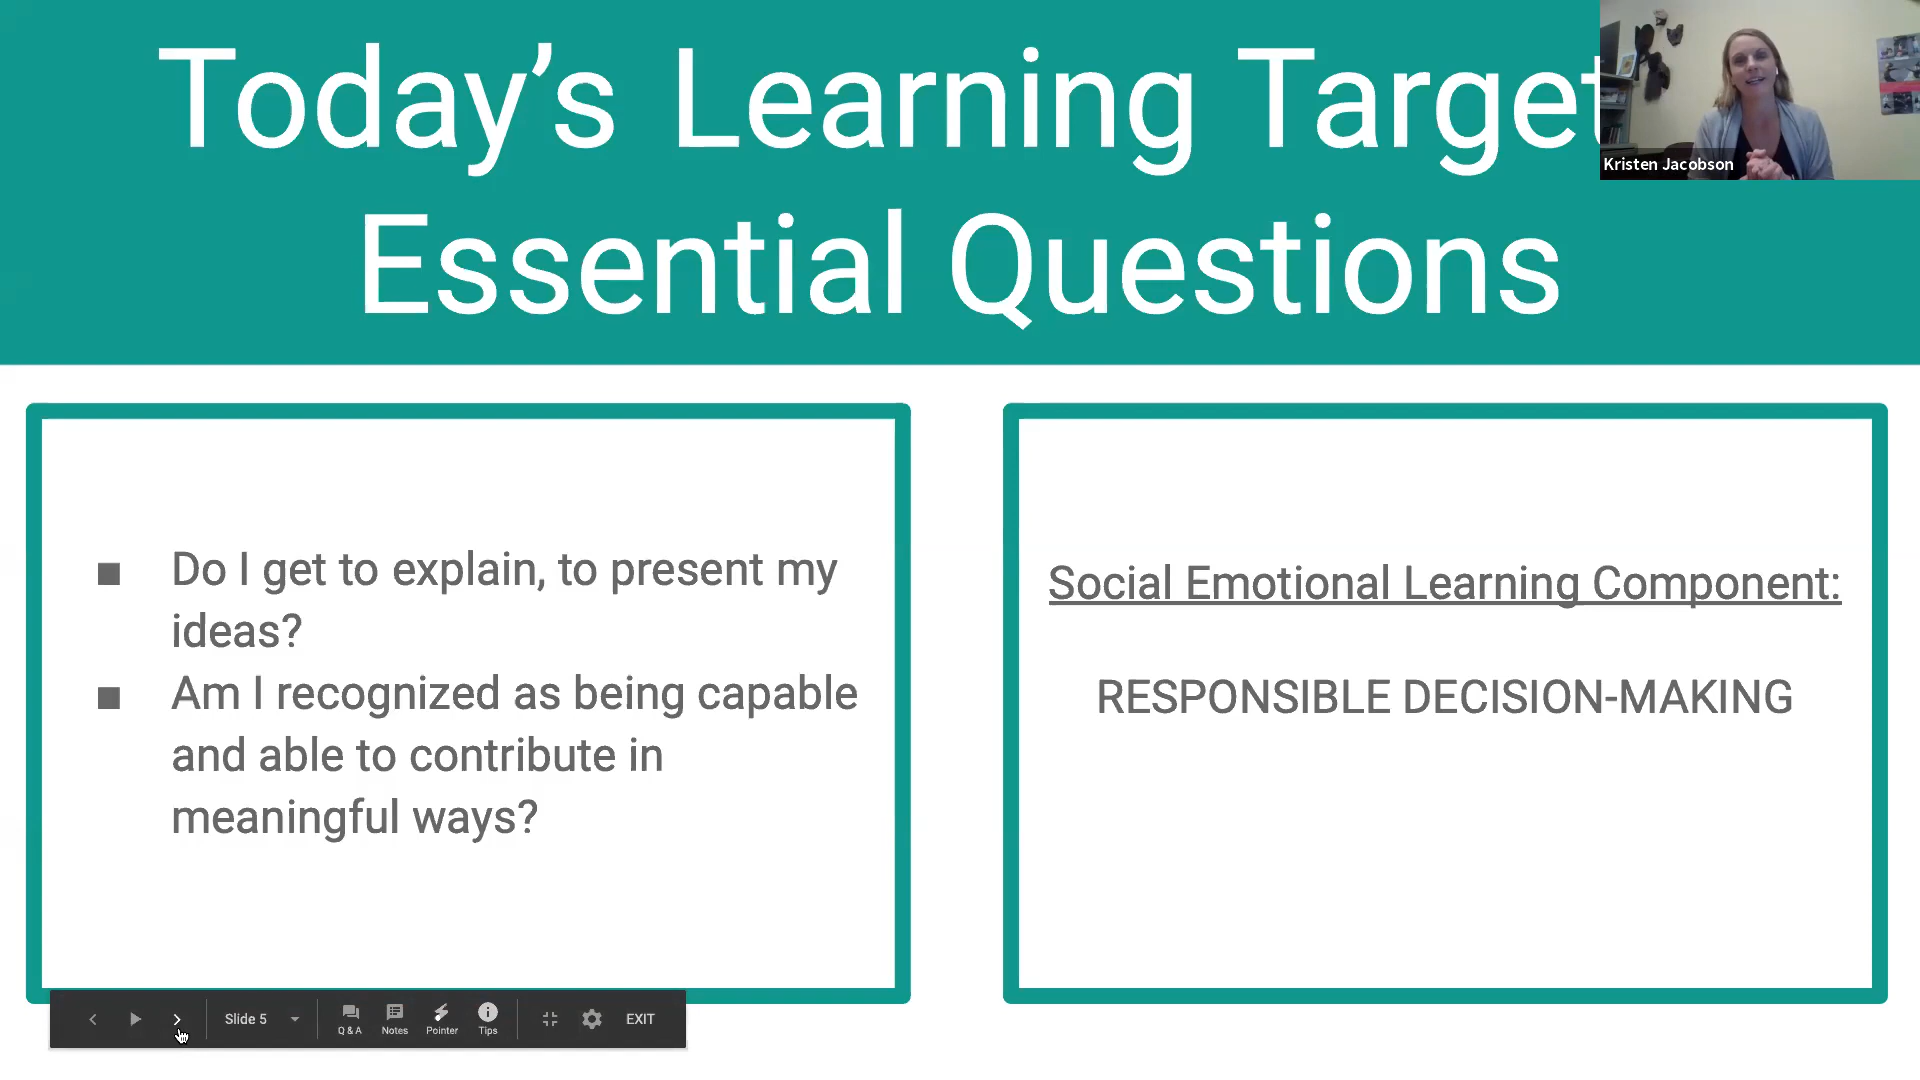 Today’s Learning Target
Kristen Jacobson
Essential Questions
■ Do I get to explain, to present my
ideas?
■ Am I recognized as being capable
and able to contribute in
meaningful ways?
Social Emotional Learning Component:
RESPONSIBLE DECISION-MAKING
Slide 5
Q & A
Notes
Pointer
Tips
EXIT